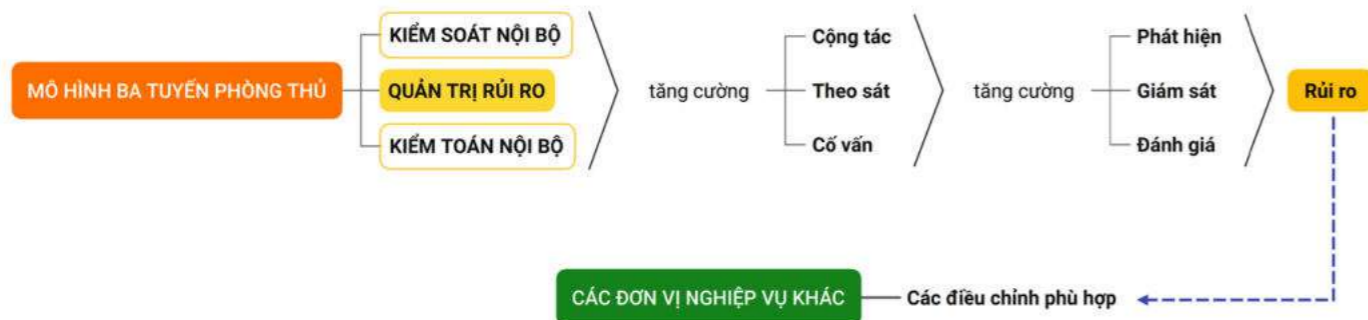 MÔ HÌNH BA TUYẾN PHÒNG THỦ
KIỂM SOÁT NỘI BỘ
QUẢN TRỊ RỦI RO
KIỂM TOÁN NỘI BỘ
tăng cường
Cộng tác
Theo sát
Cố vấn
tăng cường
Phát hiện
Giám sát
Đánh giá
Rủi ro
CÁC ĐƠN VỊ NGHIỆP VỤ KHÁC
Các điều chỉnh phù hợp